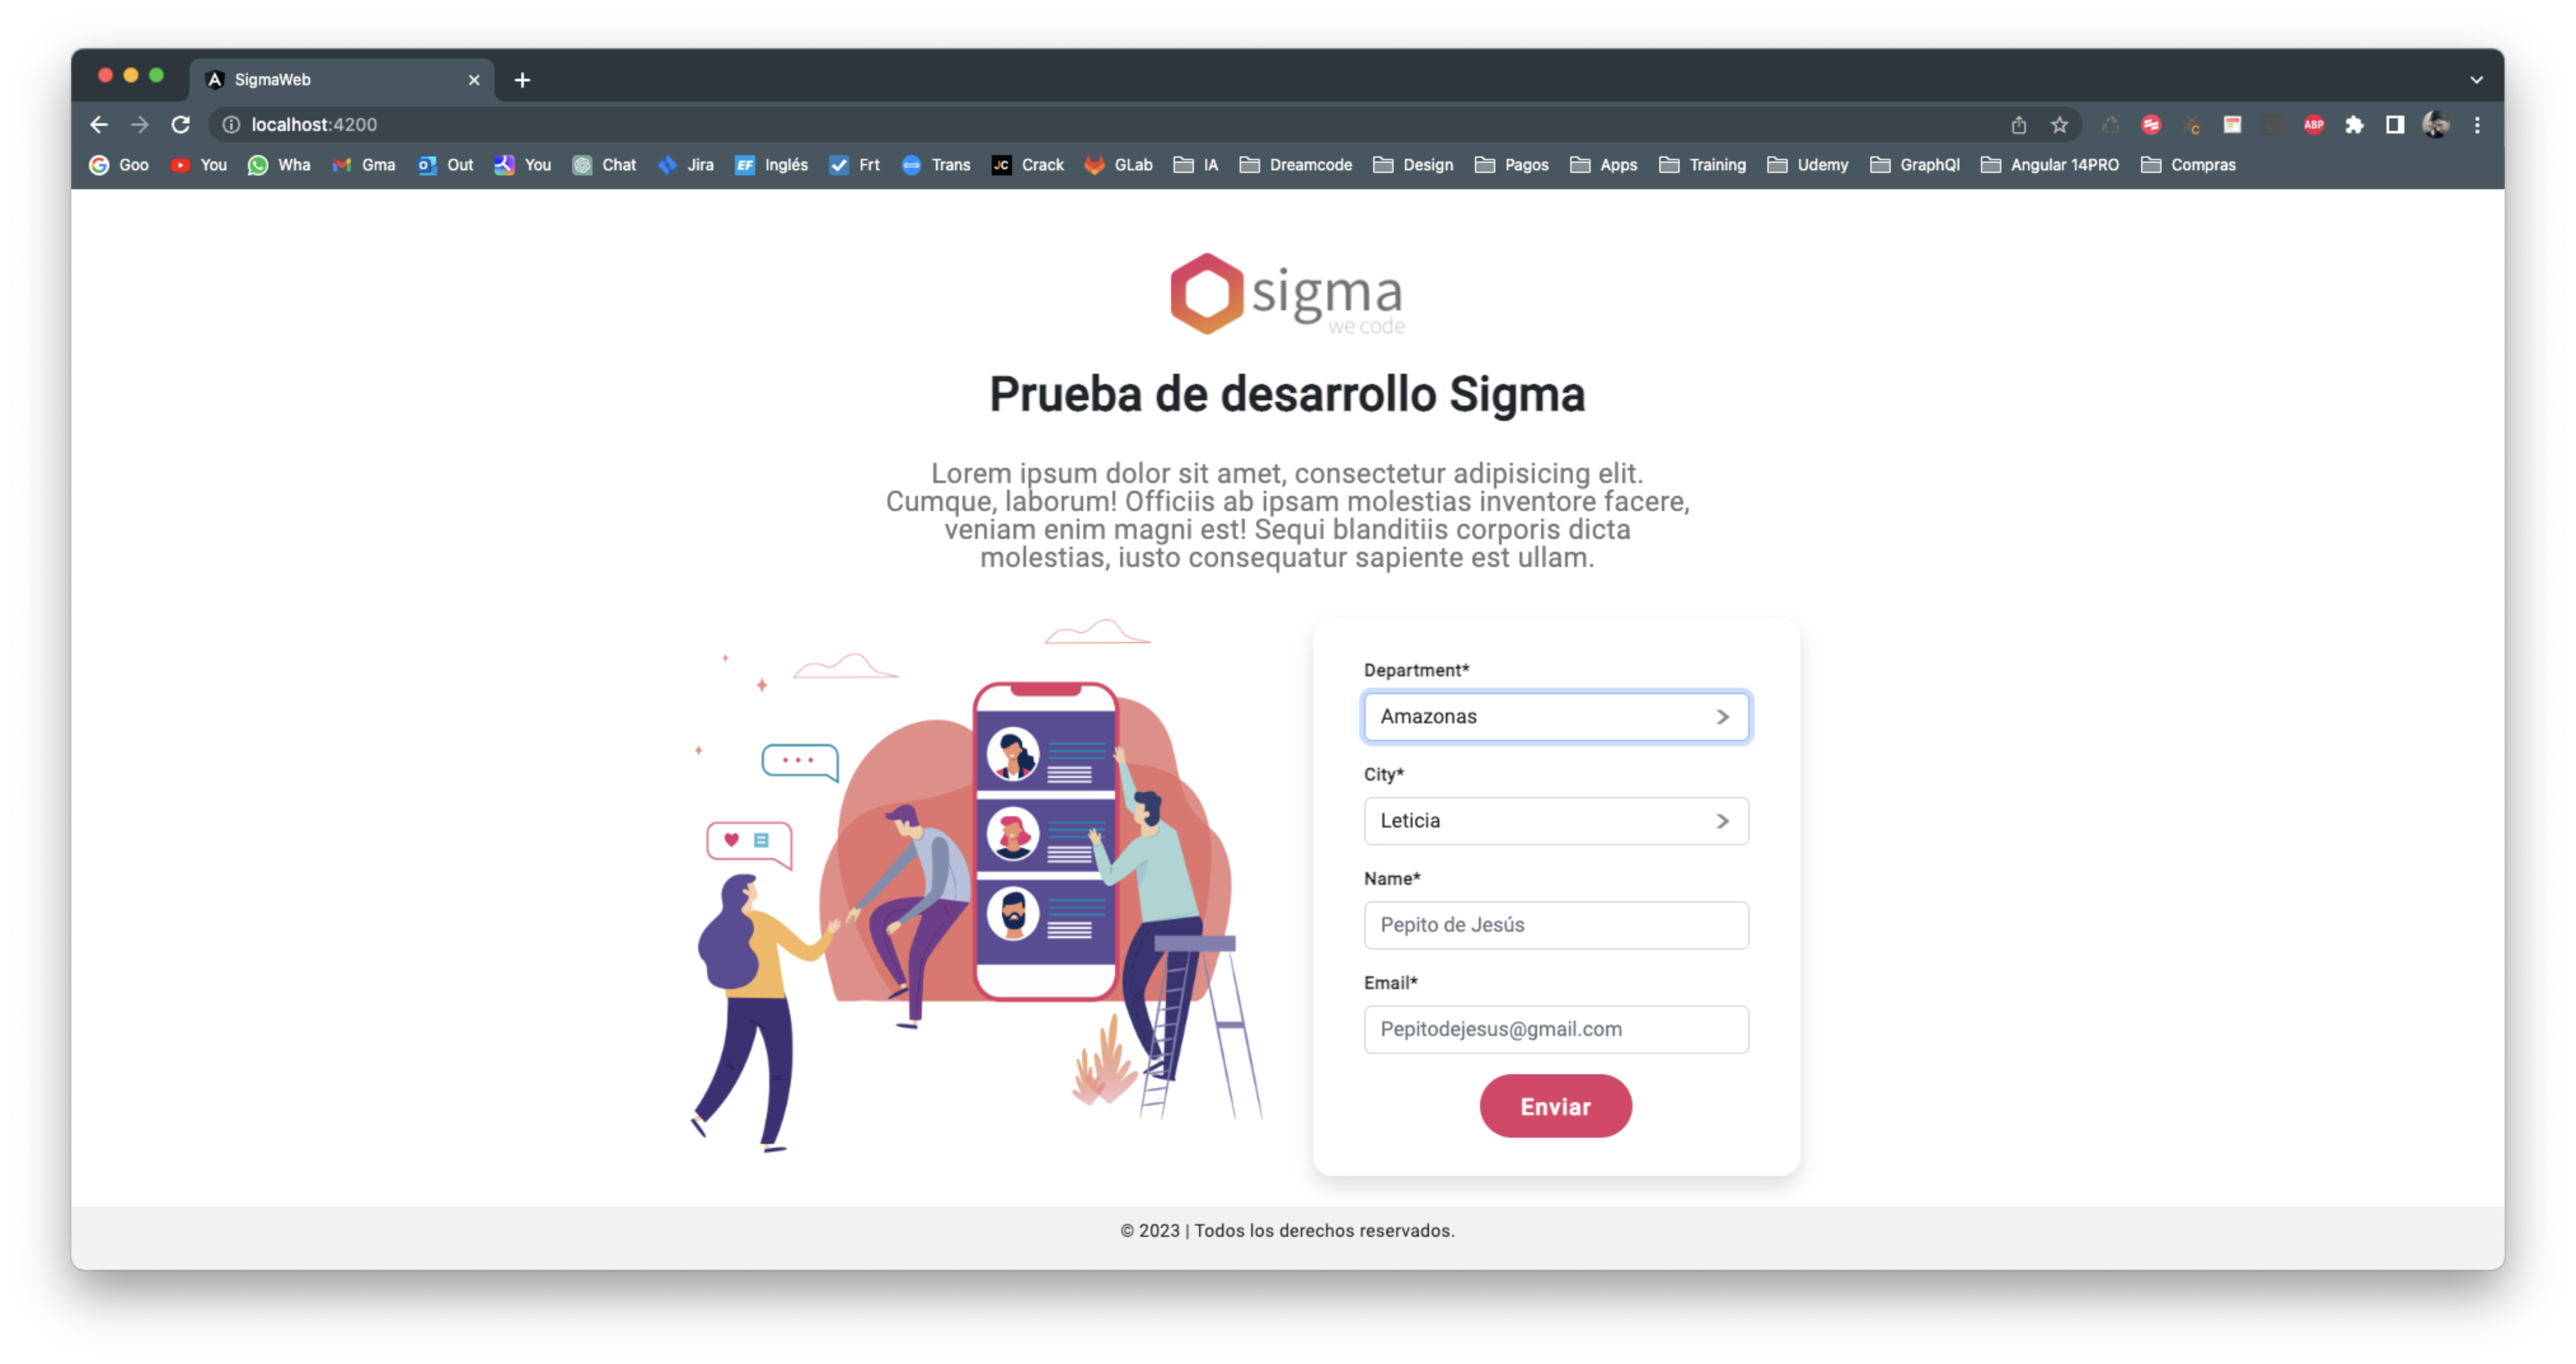 SigmaWeb
localhost:4200
ABP
Goo You Wha Gma Out You Chat Jira EF Inglés Frt Trans JC Crack GLab IA Dreamcode Design Pagos Apps Training Udemy GraphQl Angular 14PRO Compras
sigma
we code
Prueba de desarrollo Sigma
Lorem ipsum dolor sit amet, consectetur adipisicing elit.
Cumque, laborum! Officiis ab ipsam molestias inventore facere,
veniam enim magni est! Sequi blanditiis corporis dicta
molestias, iusto consequatur sapiente est ullam.
Department*
Amazonas
City*
Leticia
Name*
Pepito de Jesús
Email*
Pepitodejesus@gmail.com
Enviar
© 2023 | Todos los derechos reservados.